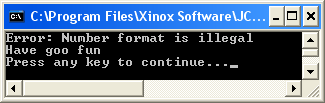 C:\Program Files\Xinox Software\JC...
Error: Number format is illegal
Have goo fun
Press any key to continue..._